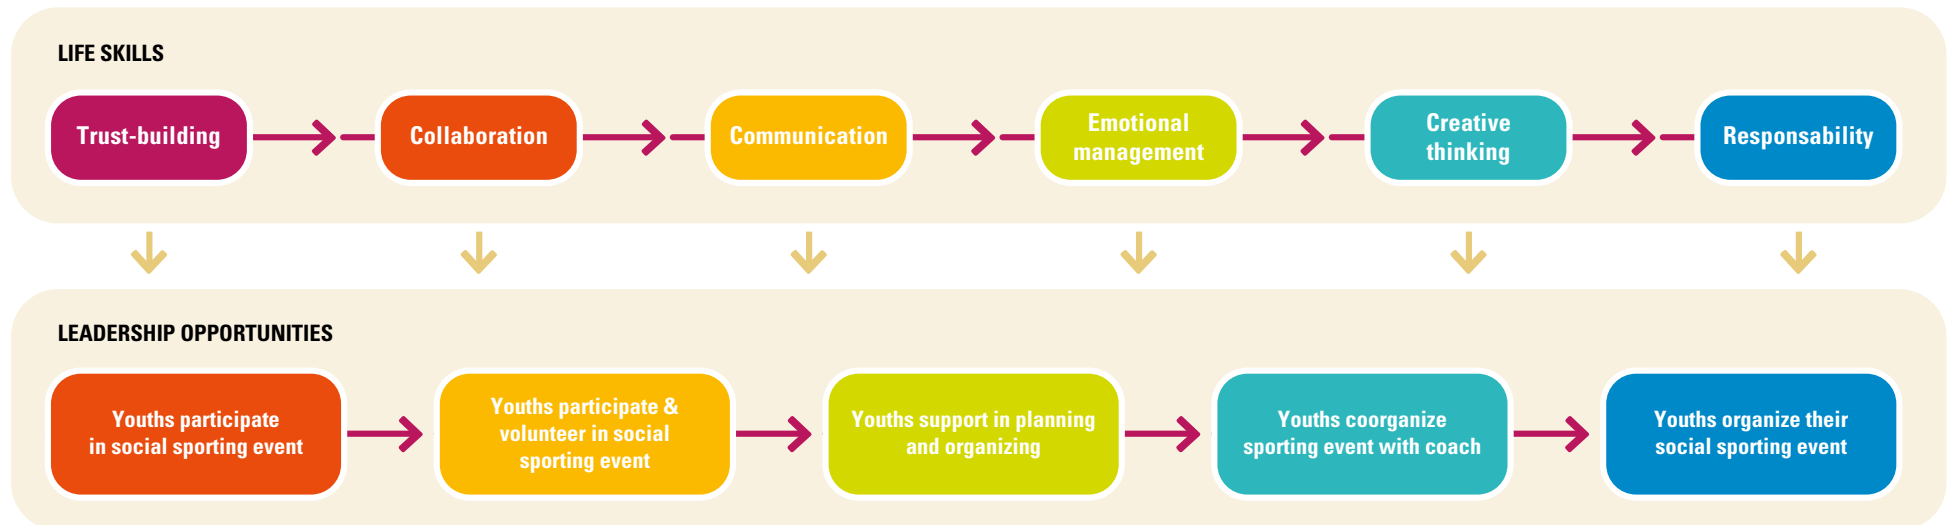 LIFE SKILLS
Trust-building
Collaboration
Communication
Emotional
management
Creative
thinking
Responsability
LEADERSHIP OPPORTUNITIES
Youths participate
in social sporting event
Youths participate &
volunteer in social
sporting event
Youths support in planning
and organizing
Youths coorganize
sporting event with coach
Youths organize their
social sporting event